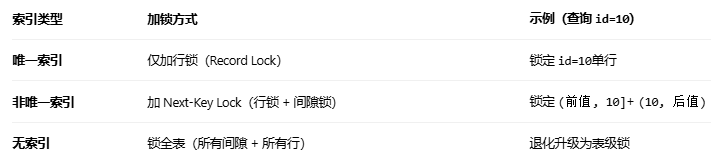 索引类型 加锁方式 示例（查询 id=10）
唯一索引 仅加行锁（Record Lock） 锁定 id=10单行
非唯一索引 加 Next-Key Lock（行锁 + 间隙锁） 锁定 (前值, 10]+ (10, 后值)
无索引 锁全表（所有间隙 + 所有行） 退化升级为表级锁